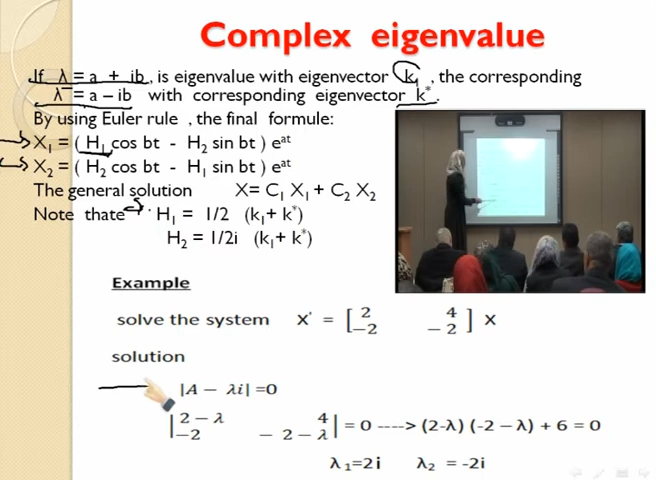 Complex eigenvalue
If λ = a + ib, is eigenvalue with eigenvector k₁ , the corresponding
λ¯ = a – ib with corresponding eigenvector k*.
By using Euler rule , the final formule:
X₁ = ( H₁ cos bt - H₂ sin bt ) eᵃᵗ
X₂ = ( H₂ cos bt - H₁ sin bt ) eᵃᵗ
The general solution X= C₁ X₁ + C₂ X₂
Note thate H₁ = 1/2 (k₁+ k*)
H₂ = 1/2i (k₁+ k*)
Example
solve the system X' = [ 2 4
−2 − 2 ] X
solution
|A − λi| =0
| 2 − λ 4
−2 − 2 − λ | = 0 ----> (2-λ) (-2 – λ) + 6 = 0
λ ₁=2i λ ₂ = -2i